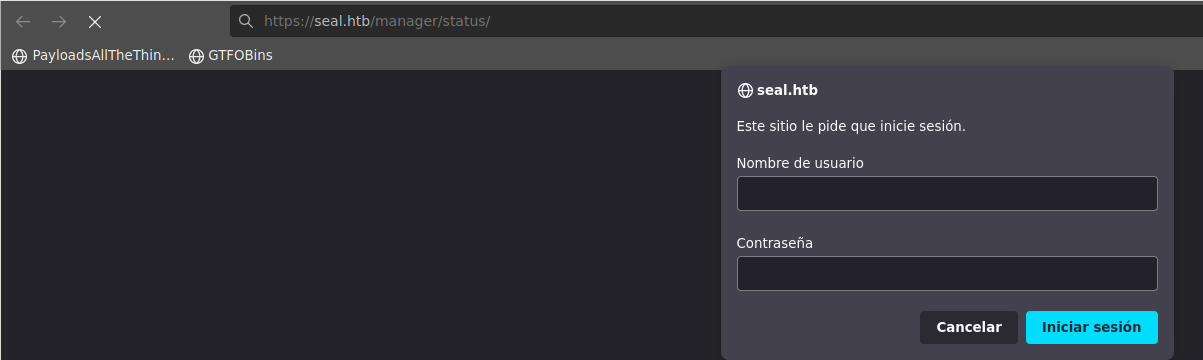 https://seal.htb/manager/status/
PayloadsAllTheThin... GTFOBins
seal.htb
Este sitio le pide que inicie sesión.
Nombre de usuario
Contraseña
Cancelar Iniciar sesión